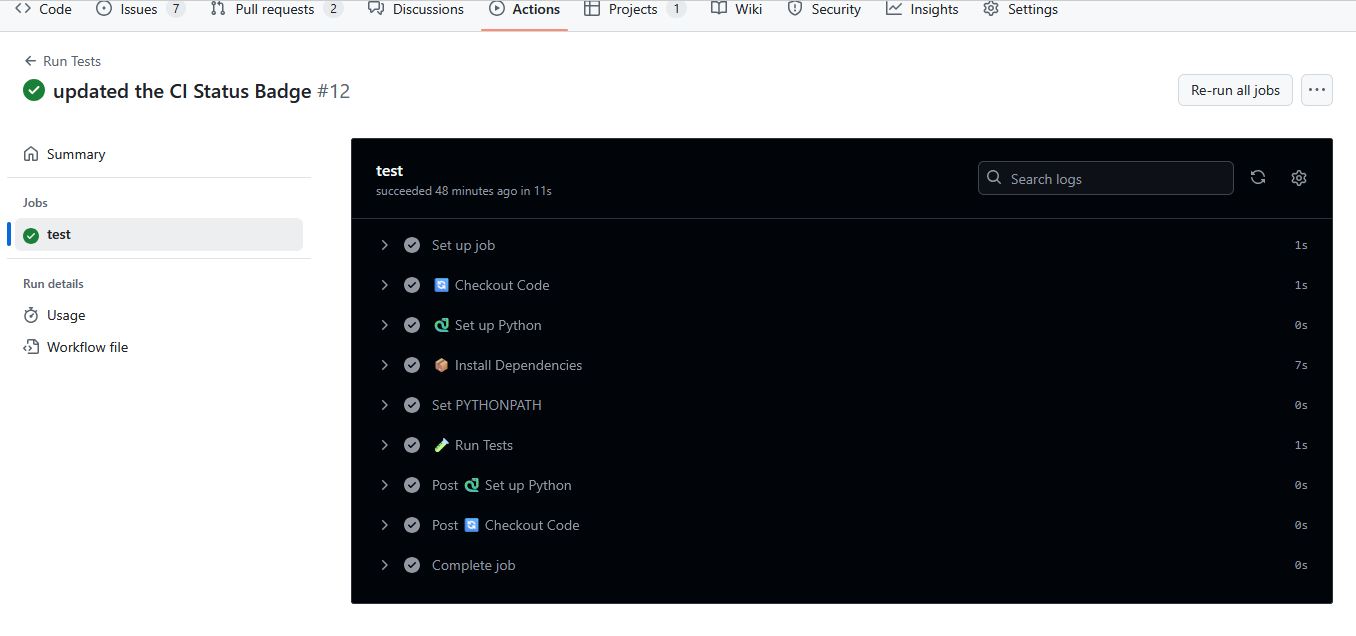 Code Issues 7 Pull requests 2 Discussions Actions Projects 1 Wiki Security Insights Settings
Run Tests
updated the CI Status Badge #12
Re-run all jobs
Summary
Jobs
test
Run details
Usage
Workflow file
test
succeeded 48 minutes ago in 11s
Search logs
Set up job 1s
Checkout Code 1s
Set up Python 0s
Install Dependencies 7s
Set PYTHONPATH 0s
Run Tests 1s
Post Set up Python 0s
Post Checkout Code 0s
Complete job 0s